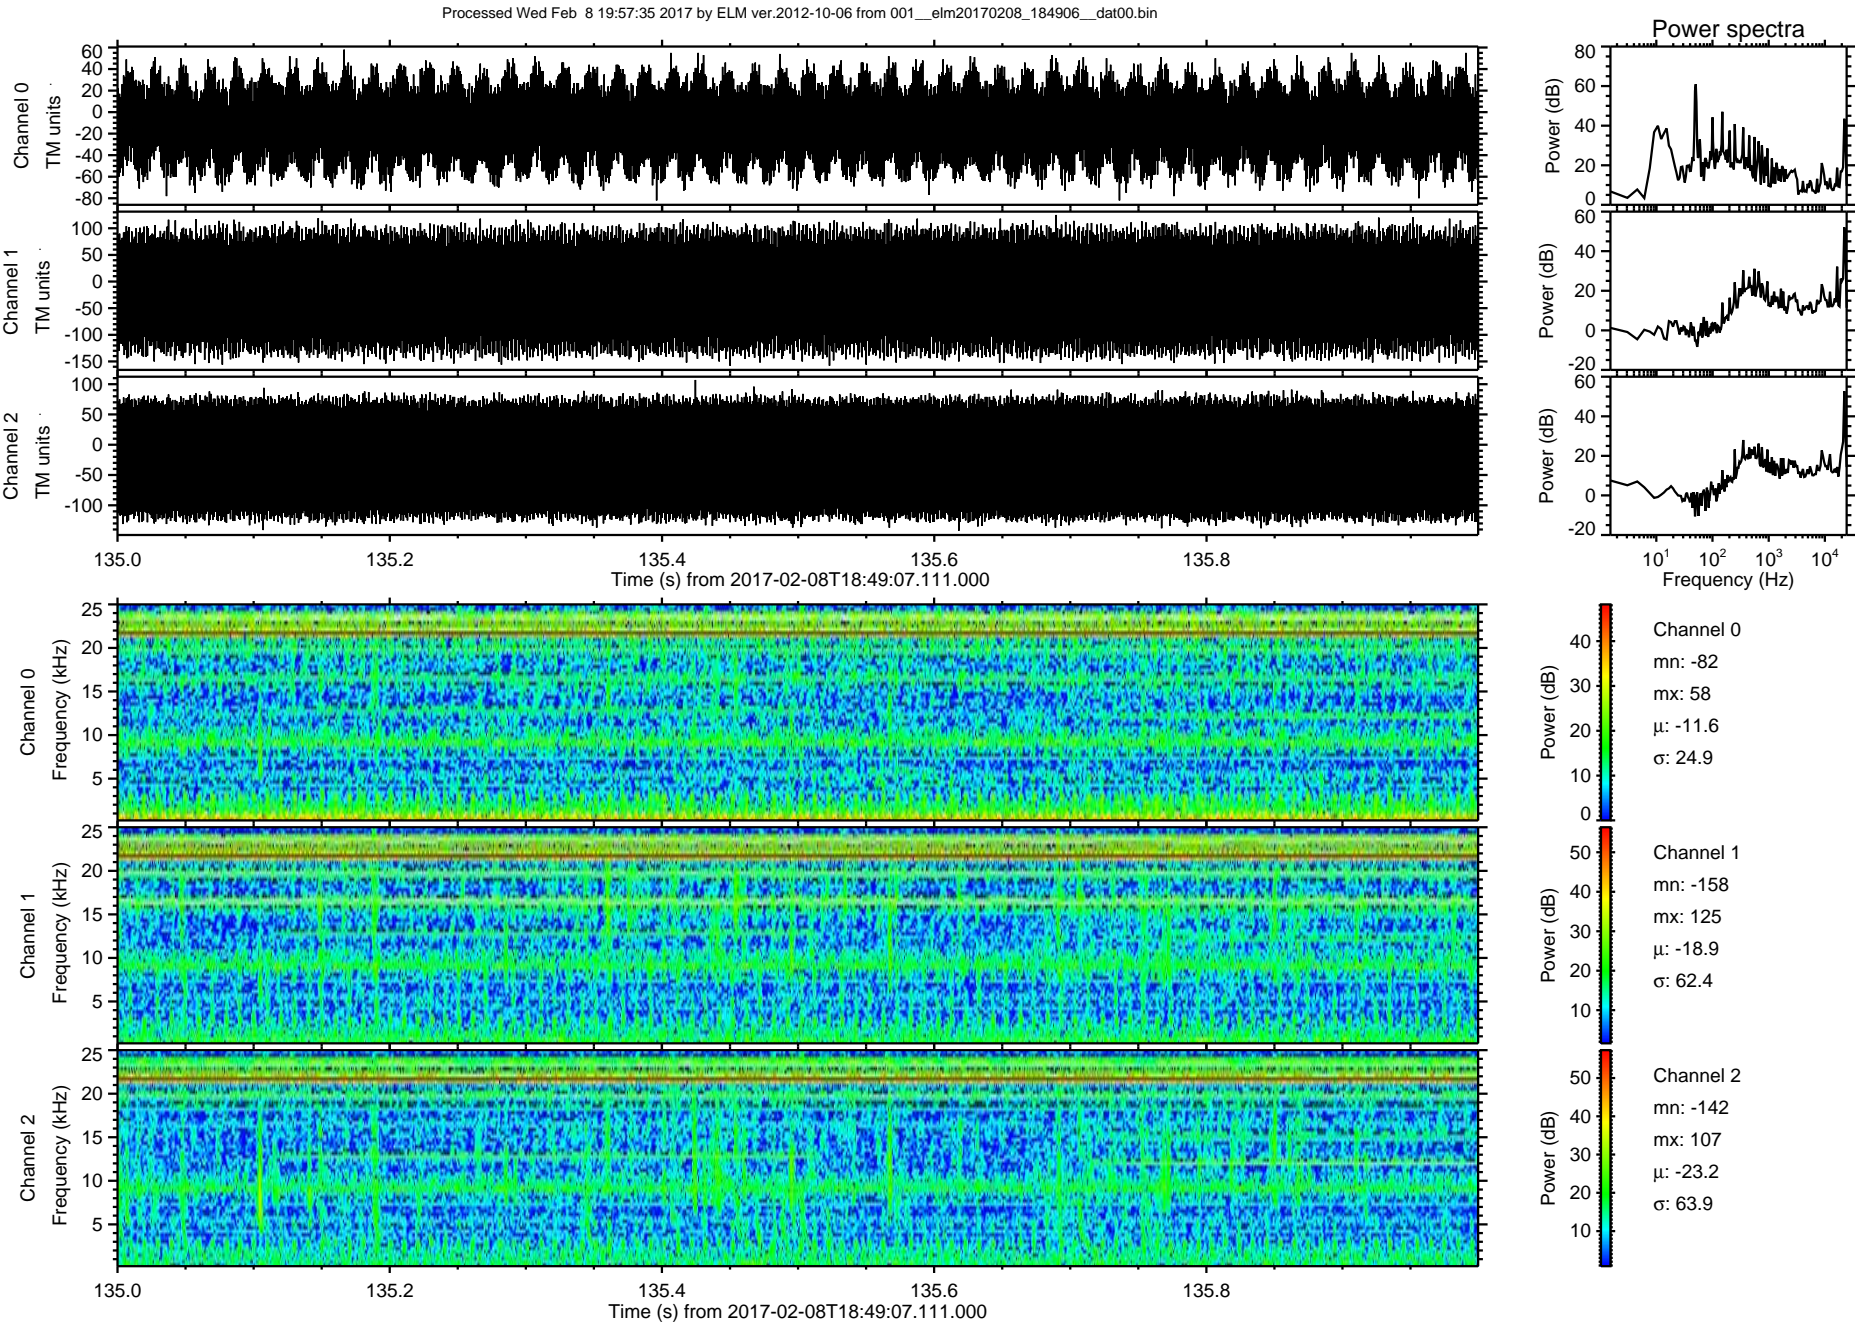 Processed Wed Feb  8 19:57:35 2017 by ELM ver.2012-10-06 from 001__elm20170208_184906__dat00.bin
Power spectra
Channel 0
TM units
60
40
20
0
-20
-40
-60
-80
Power (dB)
80
60
40
20
0
Channel 1
TM units
100
50
0
-50
-100
-150
Power (dB)
60
40
20
0
-20
Channel 2
TM units
100
50
0
-50
-100
Power (dB)
60
40
20
0
-20
135.0 135.2 135.4 135.6 135.8
Time (s) from 2017-02-08T18:49:07.111.000
10¹ 10² 10³ 10⁴
Frequency (Hz)
Channel 0
Frequency (kHz)
25
20
15
10
5
Power (dB)
40
30
20
10
0
Channel 0
mn: -82
mx: 58
μ: -11.6
σ: 24.9
Channel 1
Frequency (kHz)
25
20
15
10
5
Power (dB)
50
40
30
20
10
Channel 1
mn: -158
mx: 125
μ: -18.9
σ: 62.4
Channel 2
Frequency (kHz)
25
20
15
10
5
Power (dB)
50
40
30
20
10
Channel 2
mn: -142
mx: 107
μ: -23.2
σ: 63.9
135.0 135.2 135.4 135.6 135.8
Time (s) from 2017-02-08T18:49:07.111.000